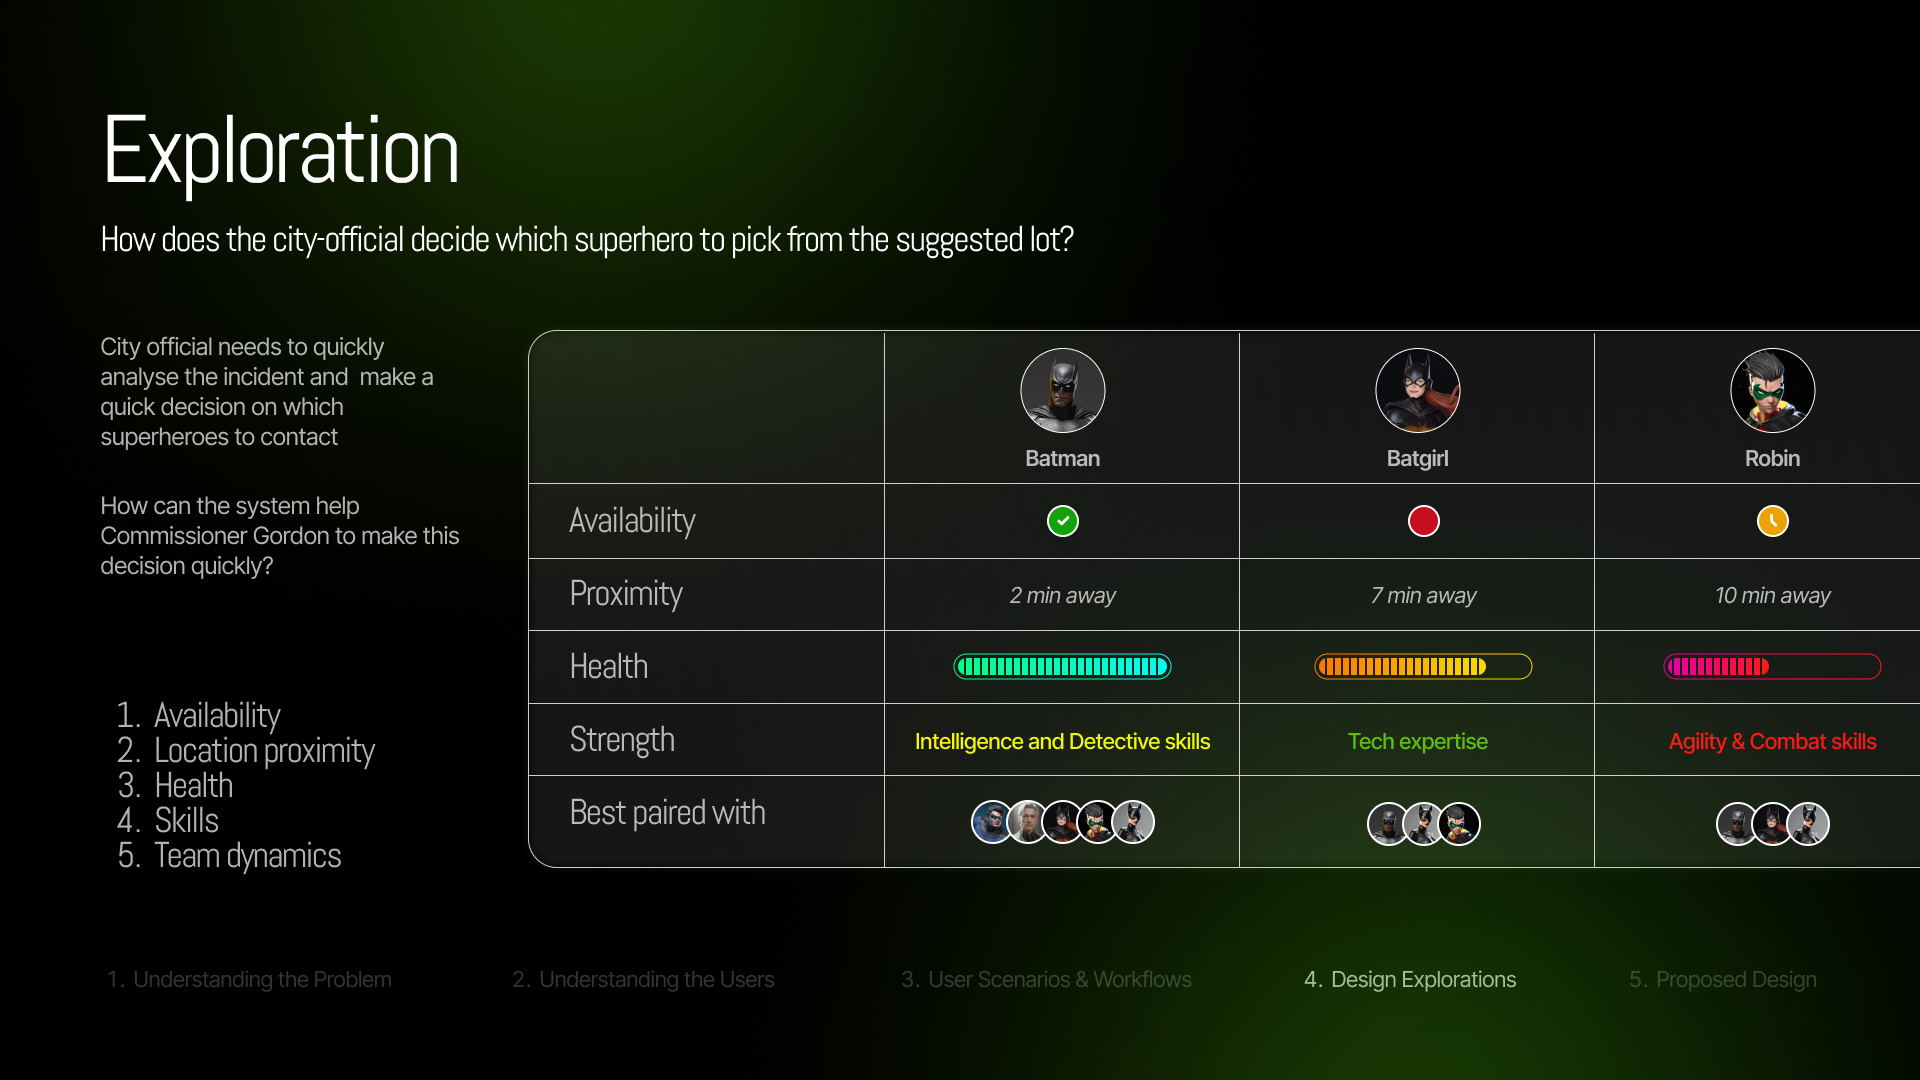 Exploration
How does the city-official decide which superhero to pick from the suggested lot?
City official needs to quickly
analyse the incident and  make a
quick decision on which
superheroes to contact
How can the system help
Commissioner Gordon to make this
decision quickly?
1. Availability
2. Location proximity
3. Health
4. Skills
5. Team dynamics
Batman Batgirl Robin
Availability
Proximity 2 min away 7 min away 10 min away
Health
Strength Intelligence and Detective skills Tech expertise Agility & Combat skills
Best paired with
1. Understanding the Problem 2. Understanding the Users 3. User Scenarios & Workflows 4. Design Explorations 5. Proposed Design